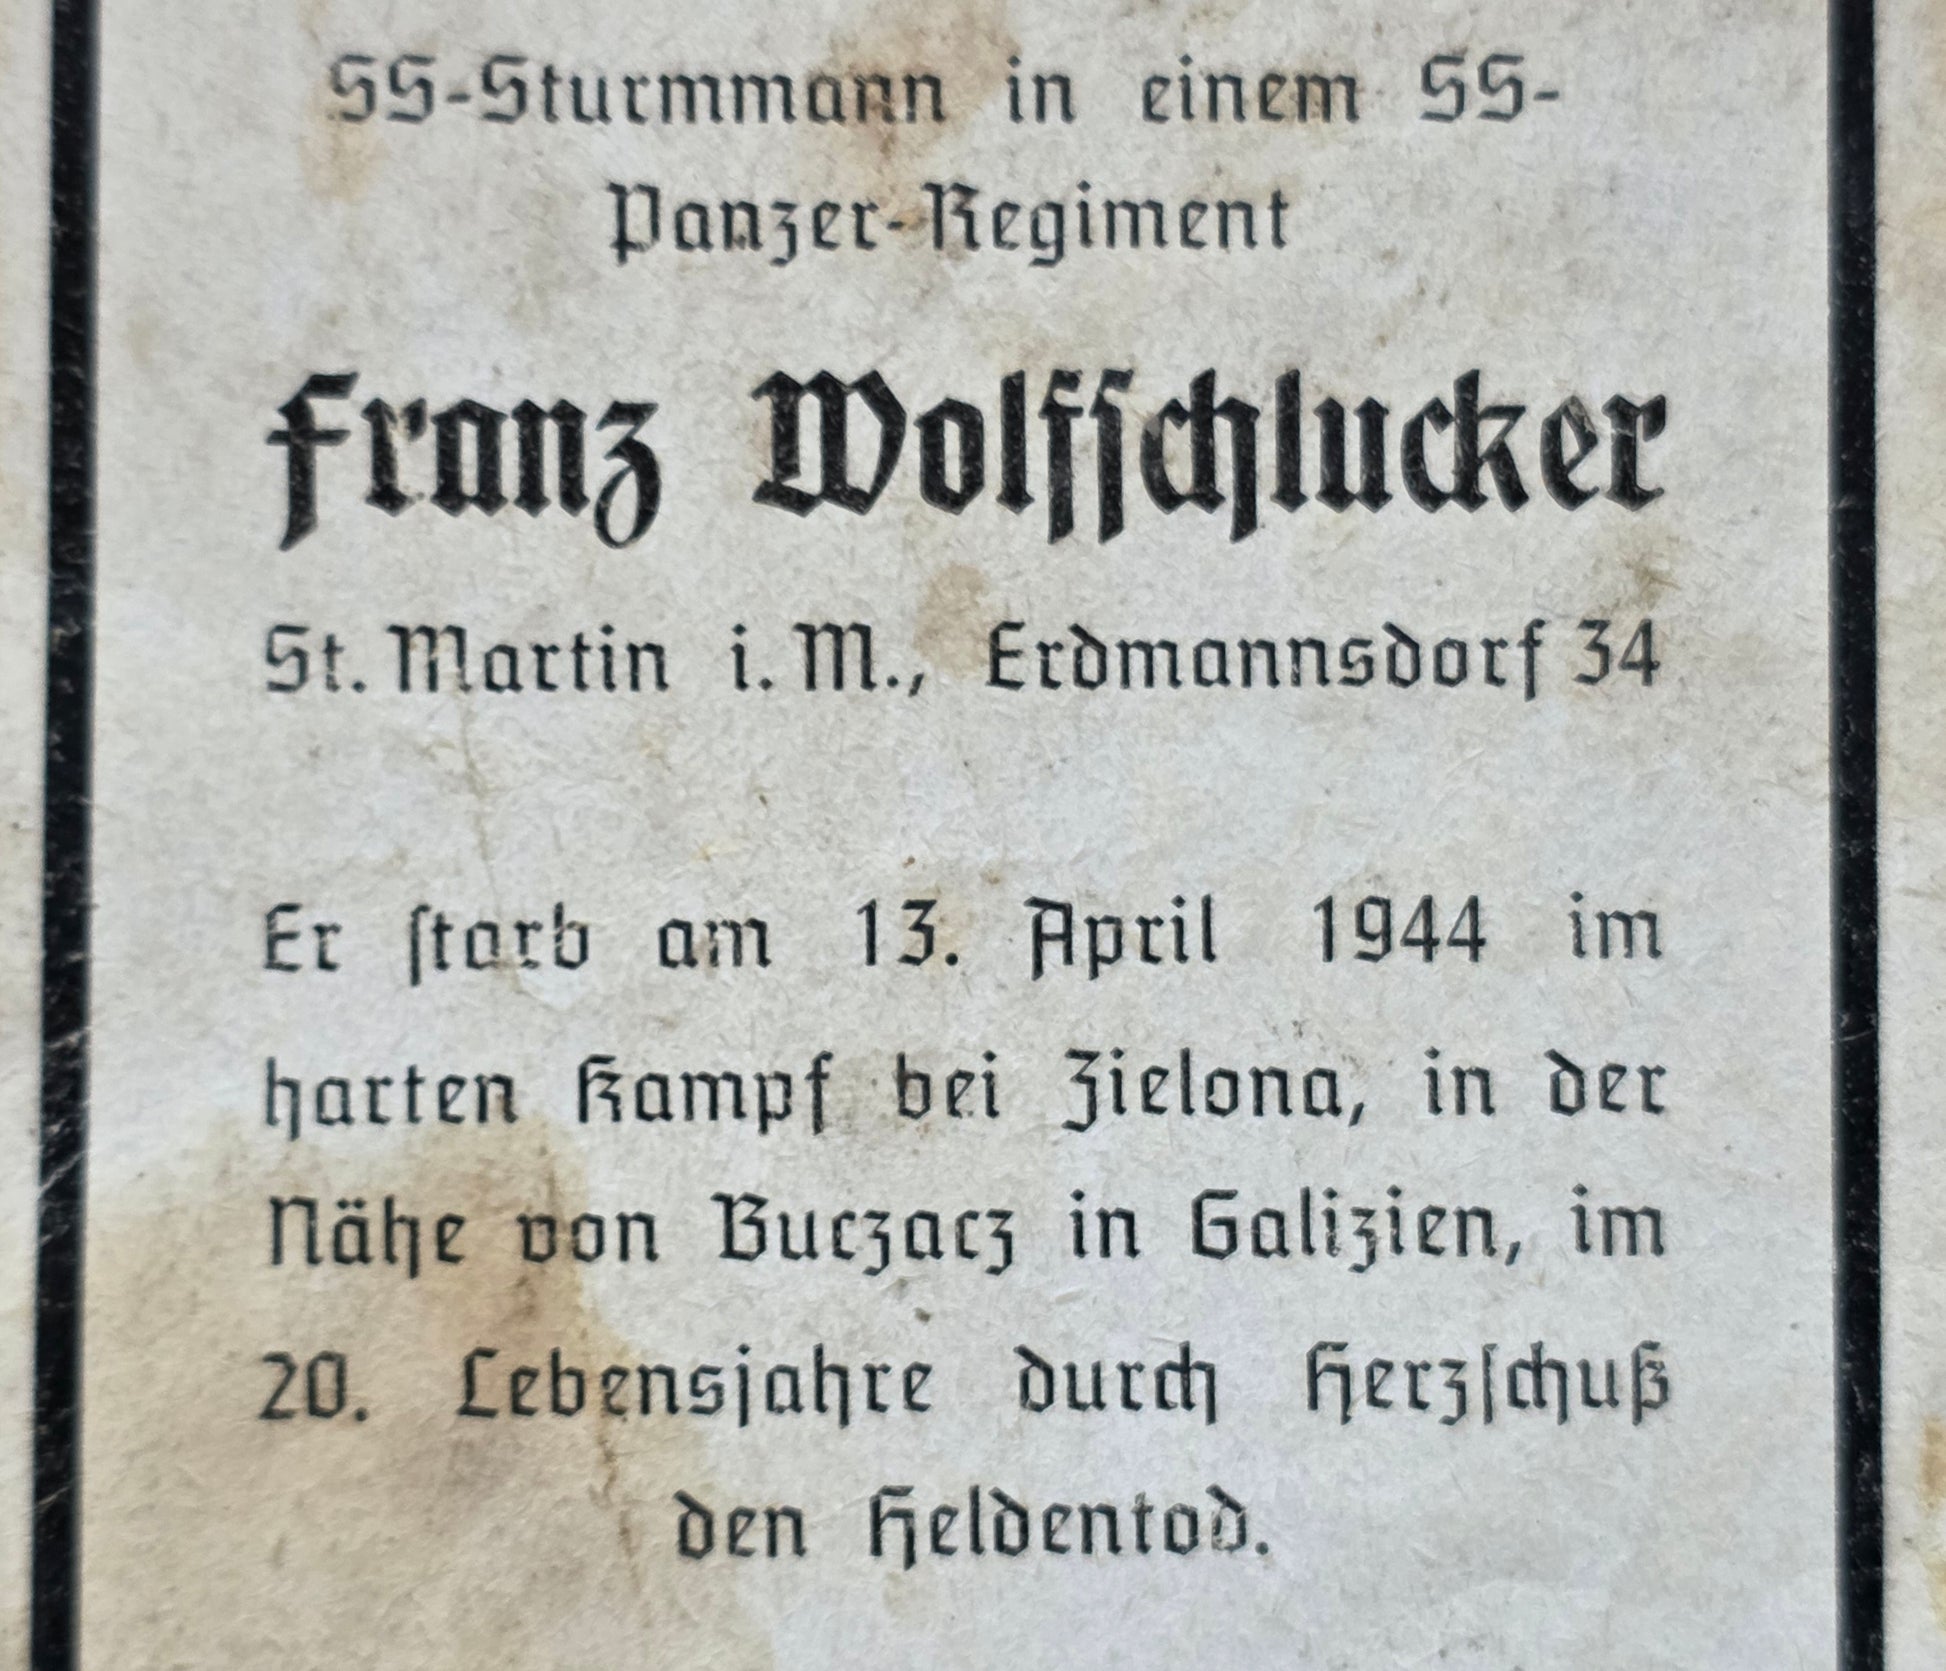 SS-Sturmmann in einem SS-
Panzer-Regiment
Franz Wolfſchlucker
St. Martin i. M., Erdmannsdorf 34
Er ſtarb am 13. April 1944 im
harten Kampf bei Zielona, in der
Nähe von Buczacz in Galizien, im
20. Lebensjahre durch Herzſchuß
den Heldentod.